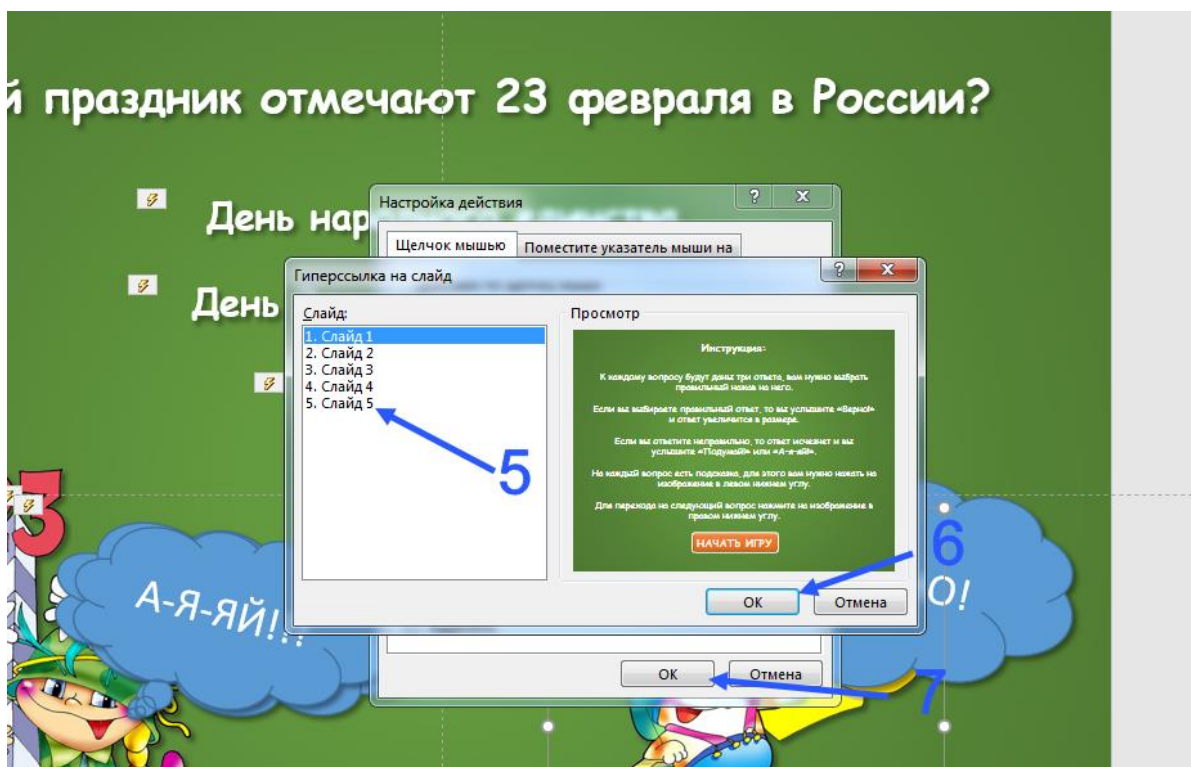 й праздник отмечают 23 февраля в России?
День нар
День
Настройка действия
Щелчок мышью
Поместите указатель мыши на
Гиперссылка на слайд
Слайд:
1. Слайд 1
2. Слайд 2
3. Слайд 3
4. Слайд 4
5. Слайд 5
5
Просмотр
Инструкция:
К каждому вопросу будут даны три ответа, вам нужно выбрать
правильный нажав на него.
Если вы выбираете правильный ответ, то вы услышите «Верно!»
и ответ увеличится в размере.
Если вы ответите неправильно, то ответ исчезнет и вы
услышите «Подумай!» или «А-я-яй!».
На каждый вопрос есть подсказка, для этого вам нужно нажать на
изображение в левом нижнем углу.
Для перехода на следующий вопрос нажмите на изображение в
правом нижнем углу.
НАЧАТЬ ИГРУ
6
ОК
Отмена
3
А-Я-ЯЙ!!!
О!
ОК
Отмена
7